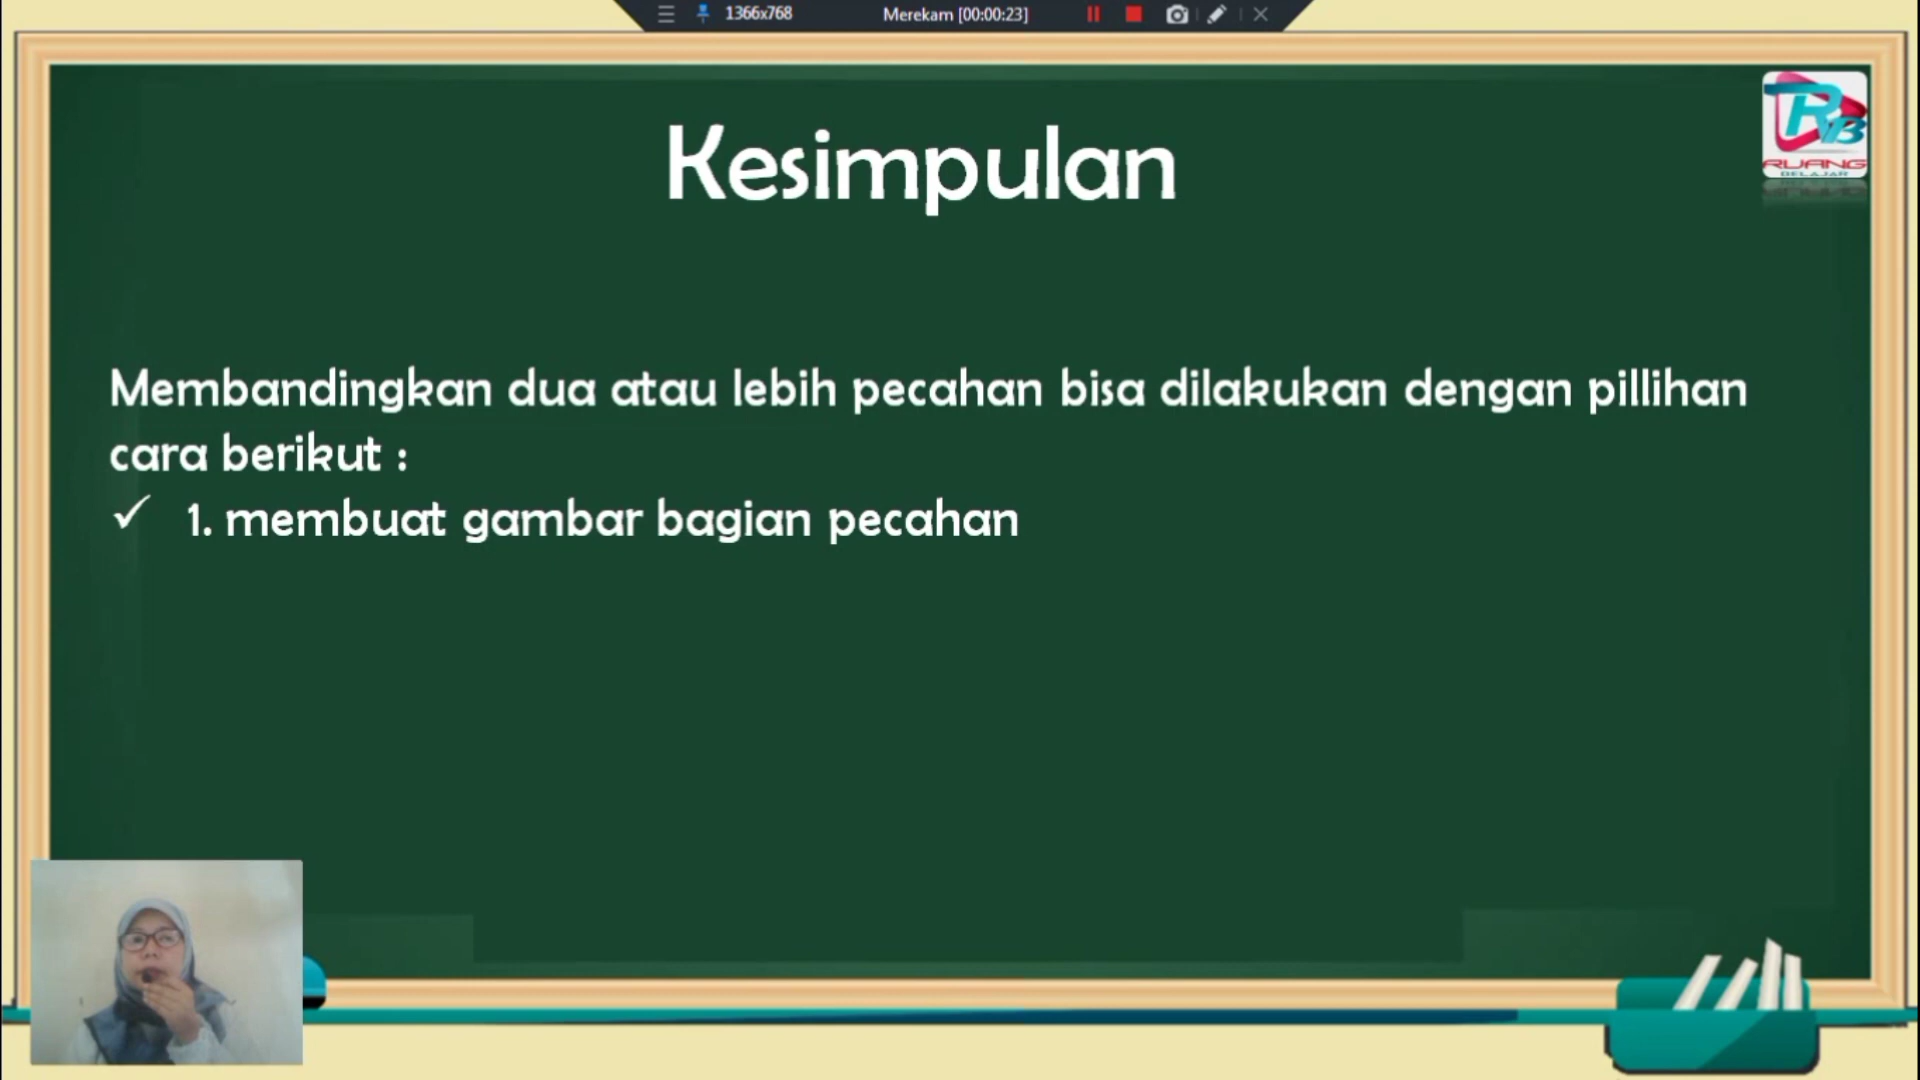 1366x768 Merekam [00:00:23]
Kesimpulan
RB
RUANG
BELAJAR
Membandingkan dua atau lebih pecahan bisa dilakukan dengan pillihan
cara berikut :
✓ 1. membuat gambar bagian pecahan